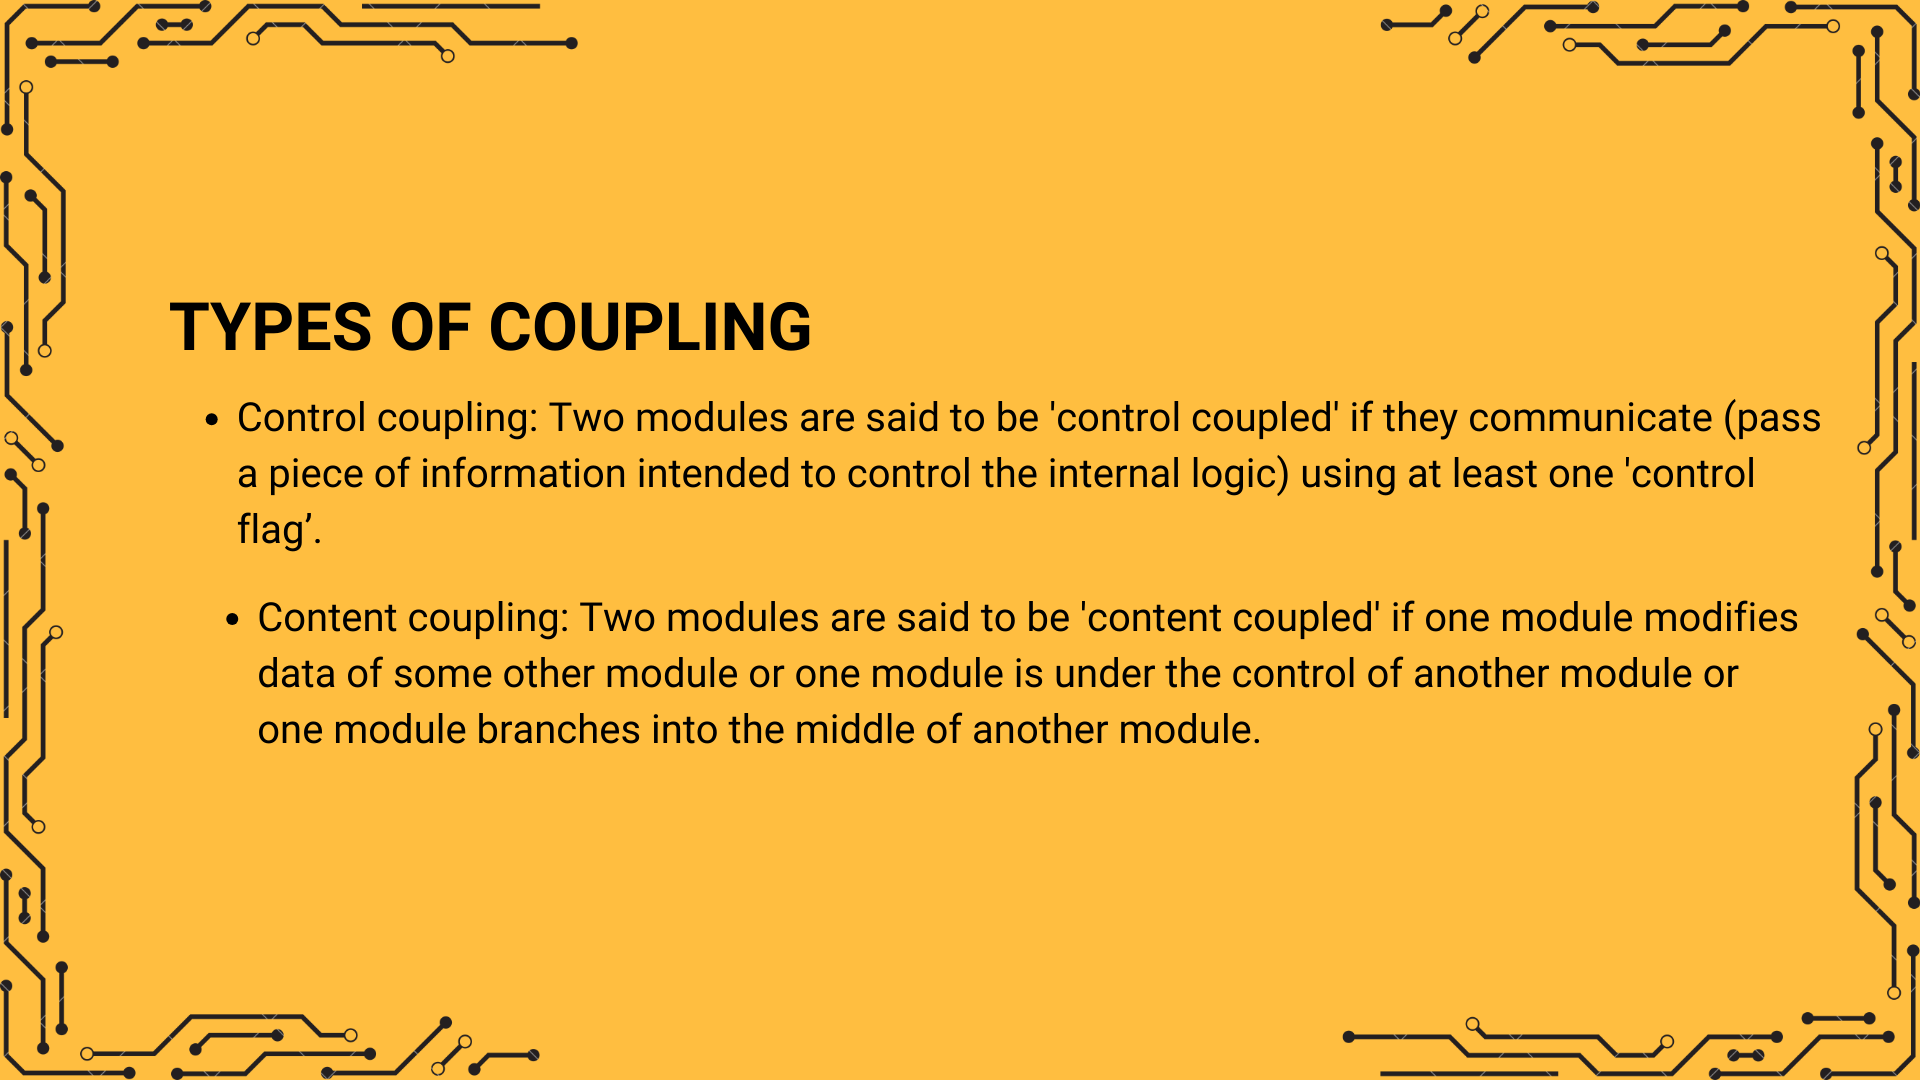 TYPES OF COUPLING
• Control coupling: Two modules are said to be 'control coupled' if they communicate (pass
a piece of information intended to control the internal logic) using at least one 'control
flag’.
• Content coupling: Two modules are said to be 'content coupled' if one module modifies
data of some other module or one module is under the control of another module or
one module branches into the middle of another module.